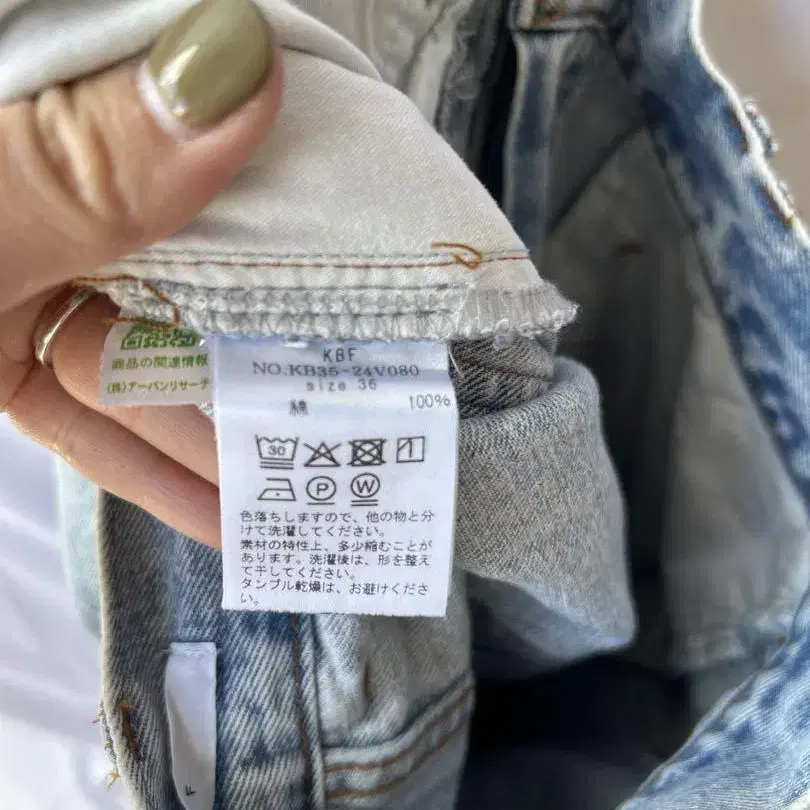 商品の関連情報
(株)アーバンリサーチ
KBF
NO.KB35-24V080
size 36
綿 100%
30
1
P
W
色落ちしますので、他の物と分
けて洗濯してください。
素材の特性上、多少縮むことが
あります。洗濯後は、形を整え
て干してください。
タンブル乾燥は、お避けくださ
い。
F